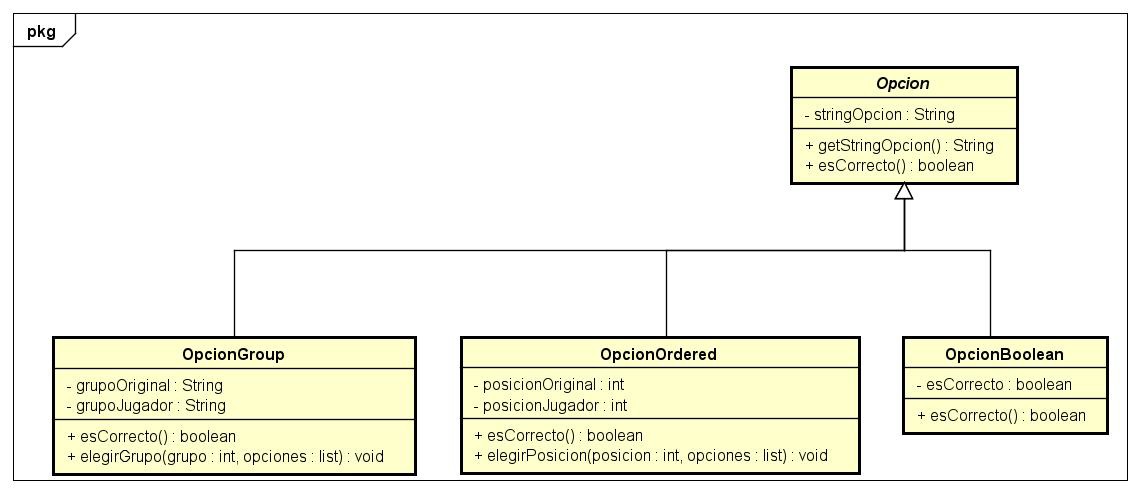 pkg
Opcion
- stringOpcion : String
+ getStringOpcion() : String
+ esCorrecto() : boolean
OpcionGroup
- grupoOriginal : String
- grupoJugador : String
+ esCorrecto() : boolean
+ elegirGrupo(grupo : int, opciones : list) : void
OpcionOrdered
- posicionOriginal : int
- posicionJugador : int
+ esCorrecto() : boolean
+ elegirPosicion(posicion : int, opciones : list) : void
OpcionBoolean
- esCorrecto : boolean
+ esCorrecto() : boolean